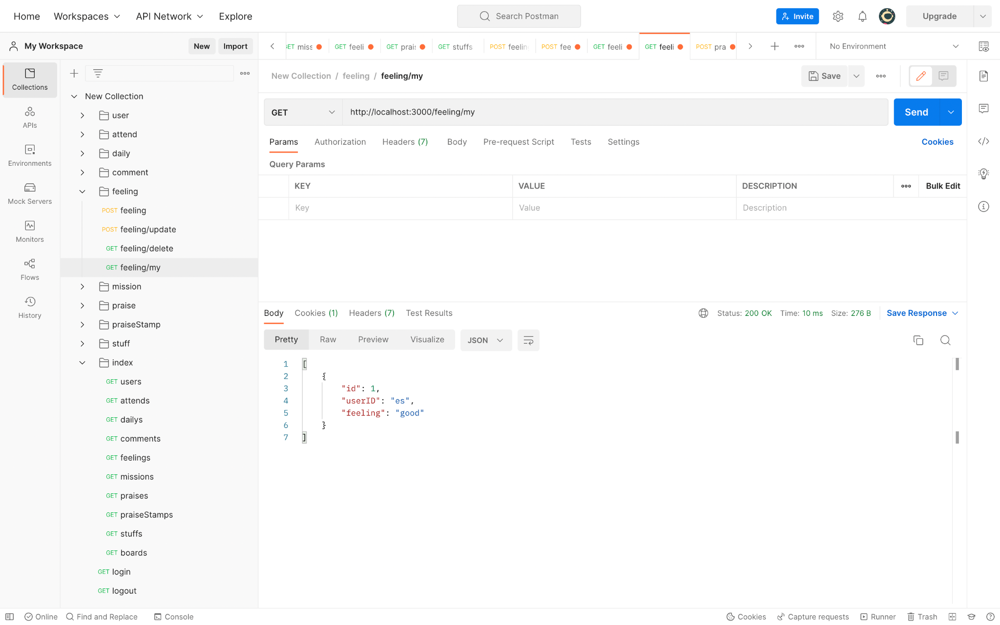 Home Workspaces API Network Explore Search Postman Invite Upgrade
My Workspace New Import
GET miss GET feeli GET prais GET stuffs POST feelin POST fee GET feeli GET feeli POST pra No Environment
Collections
APIs
Environments
Mock Servers
Monitors
Flows
History
New Collection
user
attend
daily
comment
feeling
POST feeling
POST feeling/update
GET feeling/delete
GET feeling/my
mission
praise
praiseStamp
stuff
index
GET users
GET attends
GET dailys
GET comments
GET feelings
GET missions
GET praises
GET praiseStamps
GET stuffs
GET boards
GET login
GET logout
New Collection / feeling / feeling/my Save
GET http://localhost:3000/feeling/my Send
Params Authorization Headers (7) Body Pre-request Script Tests Settings Cookies
Query Params
KEY VALUE DESCRIPTION Bulk Edit
Key Value Description
Body Cookies (1) Headers (7) Test Results Status: 200 OK Time: 10 ms Size: 276 B Save Response
Pretty Raw Preview Visualize JSON
1 [
2 {
3 "id": 1,
4 "userID": "es",
5 "feeling": "good"
6 }
7 ]
Online Find and Replace Console Cookies Capture requests Runner Trash